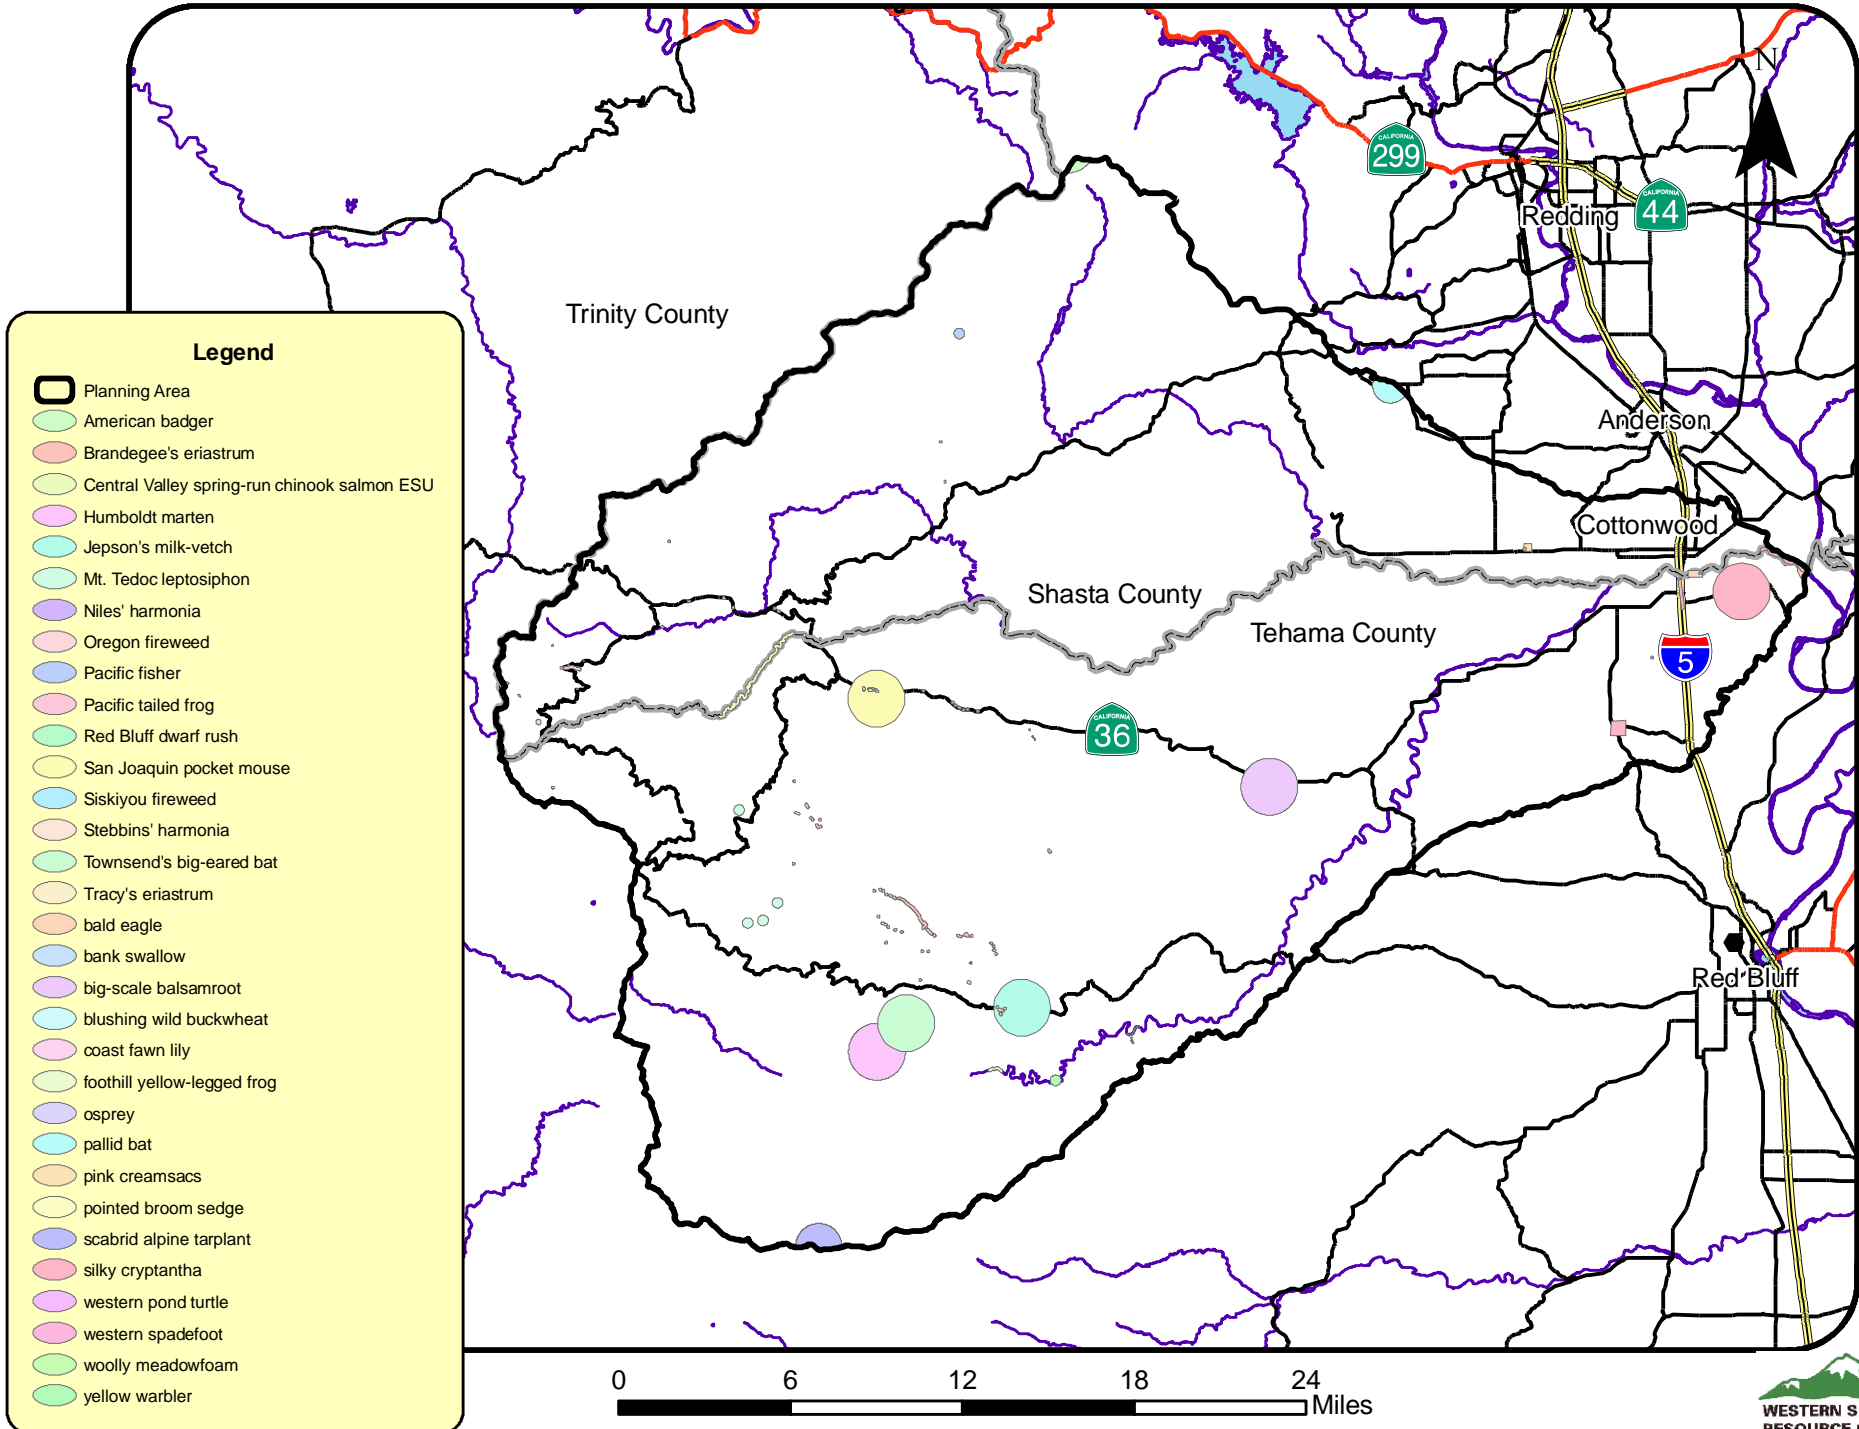 N
CALIFORNIA
299
CALIFORNIA
44
Redding
Trinity County
Anderson
Cottonwood
Shasta County
Tehama County
5
CALIFORNIA
36
Red Bluff
Legend
Planning Area
American badger
Brandegee's eriastrum
Central Valley spring-run chinook salmon ESU
Humboldt marten
Jepson's milk-vetch
Mt. Tedoc leptosiphon
Niles' harmonia
Oregon fireweed
Pacific fisher
Pacific tailed frog
Red Bluff dwarf rush
San Joaquin pocket mouse
Siskiyou fireweed
Stebbins' harmonia
Townsend's big-eared bat
Tracy's eriastrum
bald eagle
bank swallow
big-scale balsamroot
blushing wild buckwheat
coast fawn lily
foothill yellow-legged frog
osprey
pallid bat
pink creamsacs
pointed broom sedge
scabrid alpine tarplant
silky cryptantha
western pond turtle
western spadefoot
woolly meadowfoam
yellow warbler
0 6 12 18 24
Miles
WESTERN S